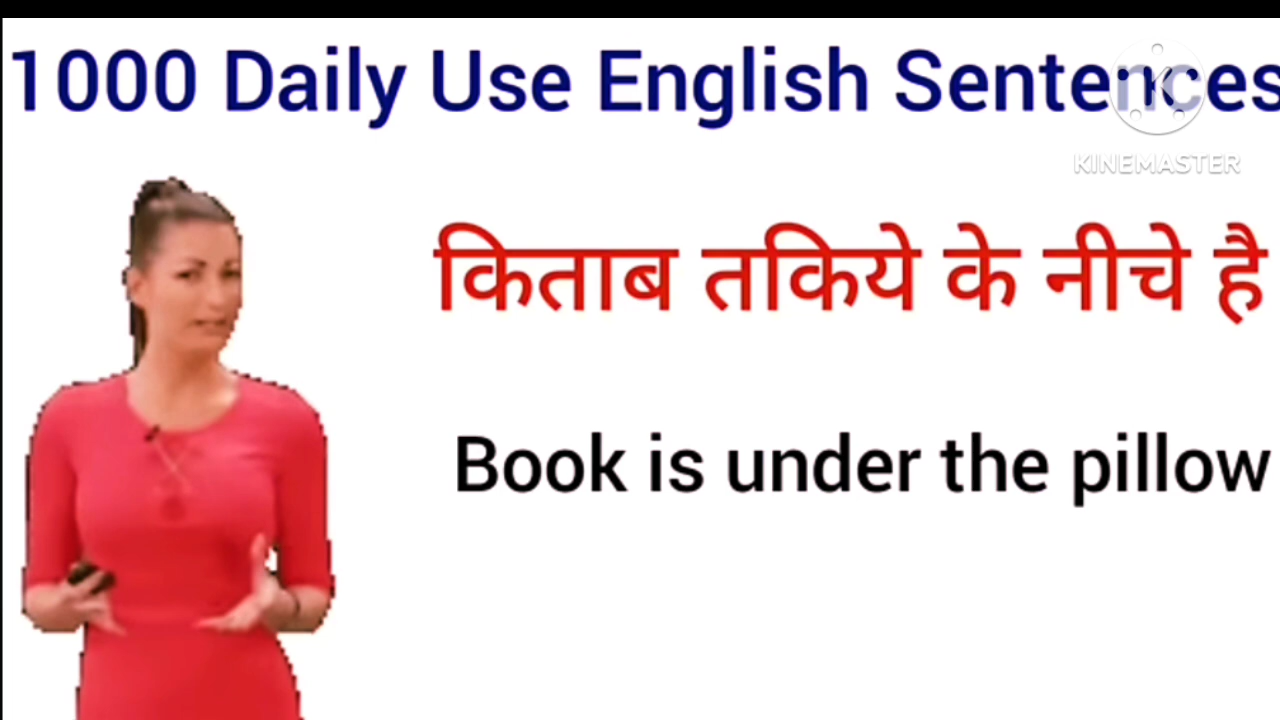 1000 Daily Use English Sentences
KINEMASTER
किताब तकिये के नीचे है
Book is under the pillow